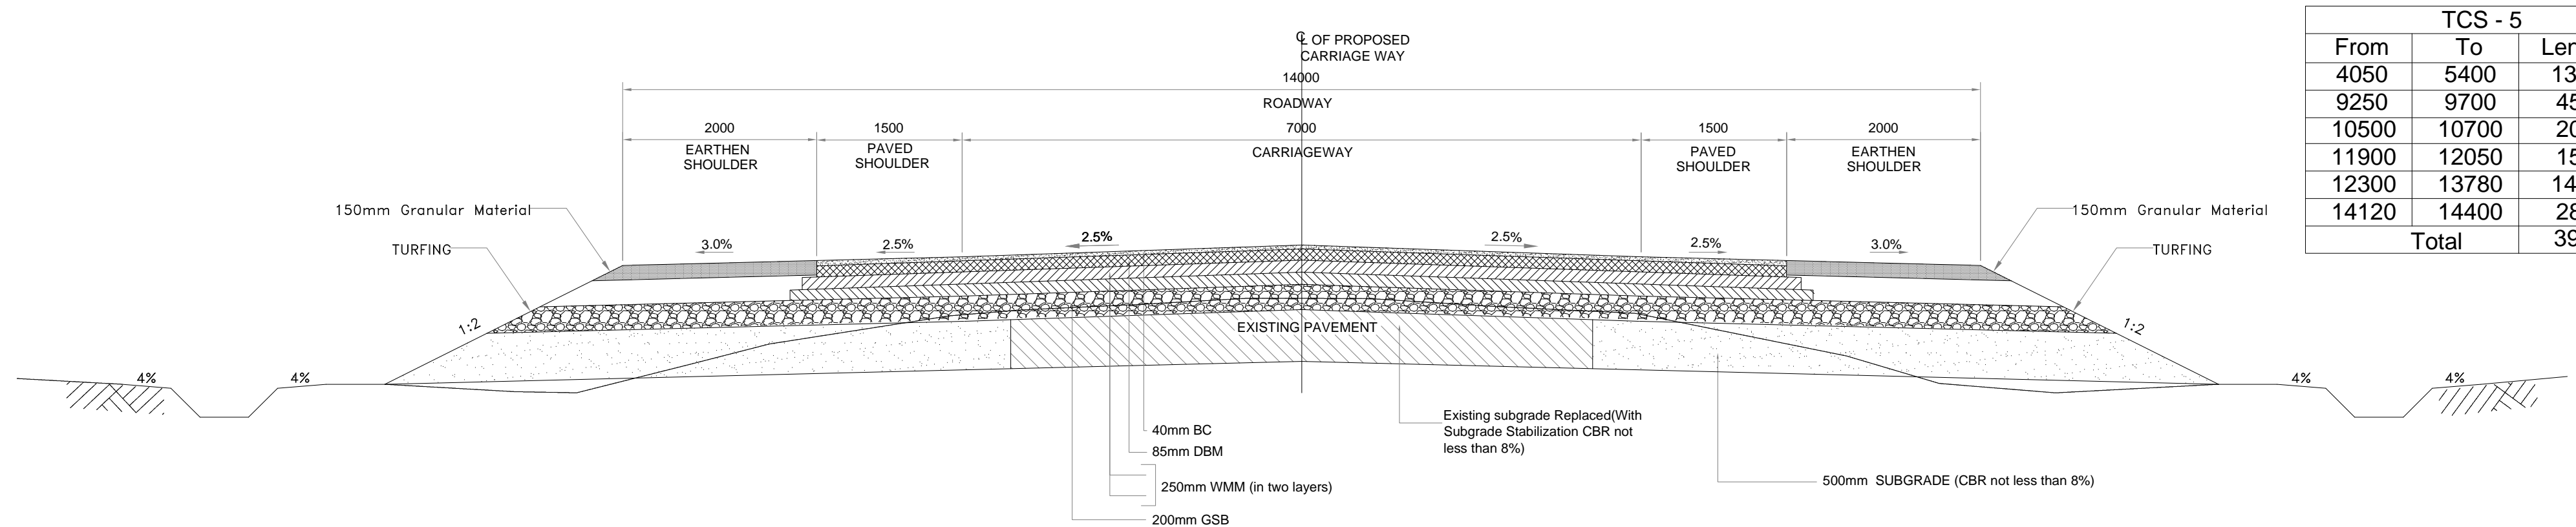 ℄ OF PROPOSED
CARRIAGE WAY
14000
ROADWAY
2000
1500
7000
1500
2000
EARTHEN
SHOULDER
PAVED
SHOULDER
CARRIAGEWAY
PAVED
SHOULDER
EARTHEN
SHOULDER
150mm Granular Material
TURFING
3.0%
2.5%
2.5%
2.5%
2.5%
3.0%
150mm Granular Material
TURFING
1:2
EXISTING PAVEMENT
1:2
4%
4%
4%
4%
40mm BC
85mm DBM
250mm WMM (in two layers)
200mm GSB
Existing subgrade Replaced(With
Subgrade Stabilization CBR not
less than 8%)
500mm SUBGRADE (CBR not less than 8%)
TCS - 5
From To
4050 5400
9250 9700
10500 10700
11900 12050
12300 13780
14120 14400
Total